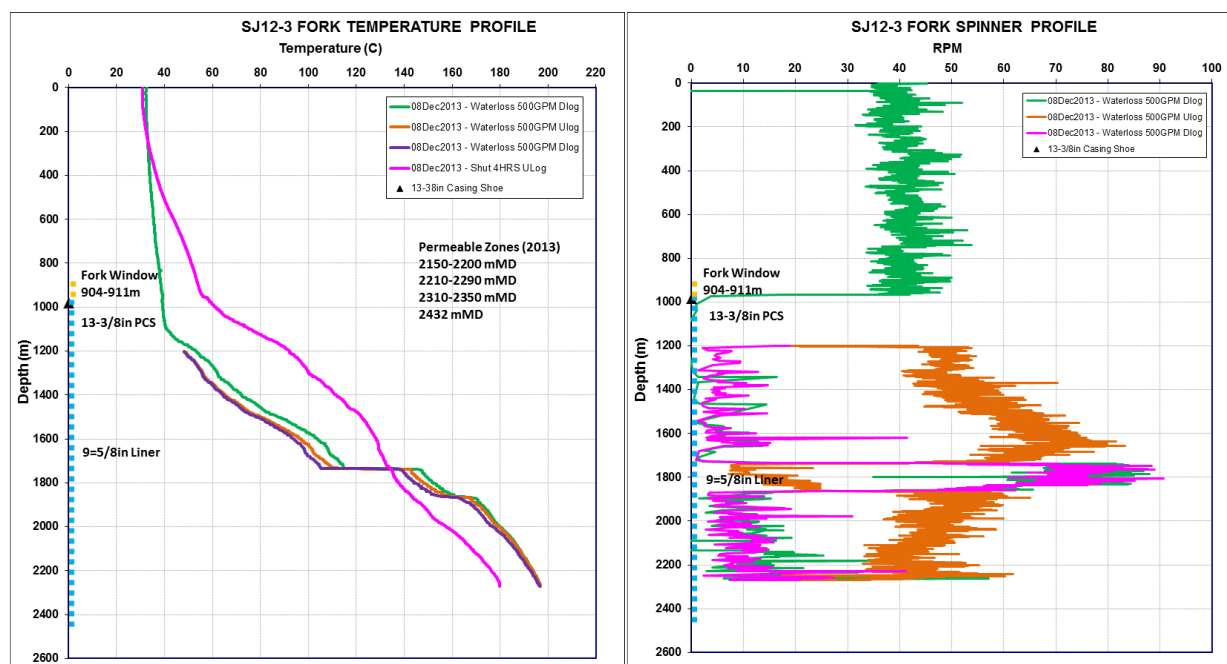 SJ12-3 FORK TEMPERATURE PROFILE
Temperature (C)
0 20 40 60 80 100 120 140 160 180 200 220
0
200
400
600
800
1000
1200
1400
1600
1800
2000
2200
2400
2600
Depth (m)
08Dec2013 - Waterloss 500GPM Dlog
08Dec2013 - Waterloss 500GPM Ulog
08Dec2013 - Waterloss 500GPM Dlog
08Dec2013 - Shut 4HRS ULog
13-38in Casing Shoe
Permeable Zones (2013)
2150-2200 mMD
2210-2290 mMD
2310-2350 mMD
2432 mMD
Fork Window
904-911m
13-3/8in PCS
9=5/8in Liner
SJ12-3 FORK SPINNER PROFILE
RPM
0 10 20 30 40 50 60 70 80 90 100
0
200
400
600
800
1000
1200
1400
1600
1800
2000
2200
2400
2600
Depth (m)
08Dec2013 - Waterloss 500GPM Dlog
08Dec2013 - Waterloss 500GPM Ulog
08Dec2013 - Waterloss 500GPM Dlog
13-3/8in Casing Shoe
Fork Window
904-911m
13-3/8in PCS
9=5/8in Liner